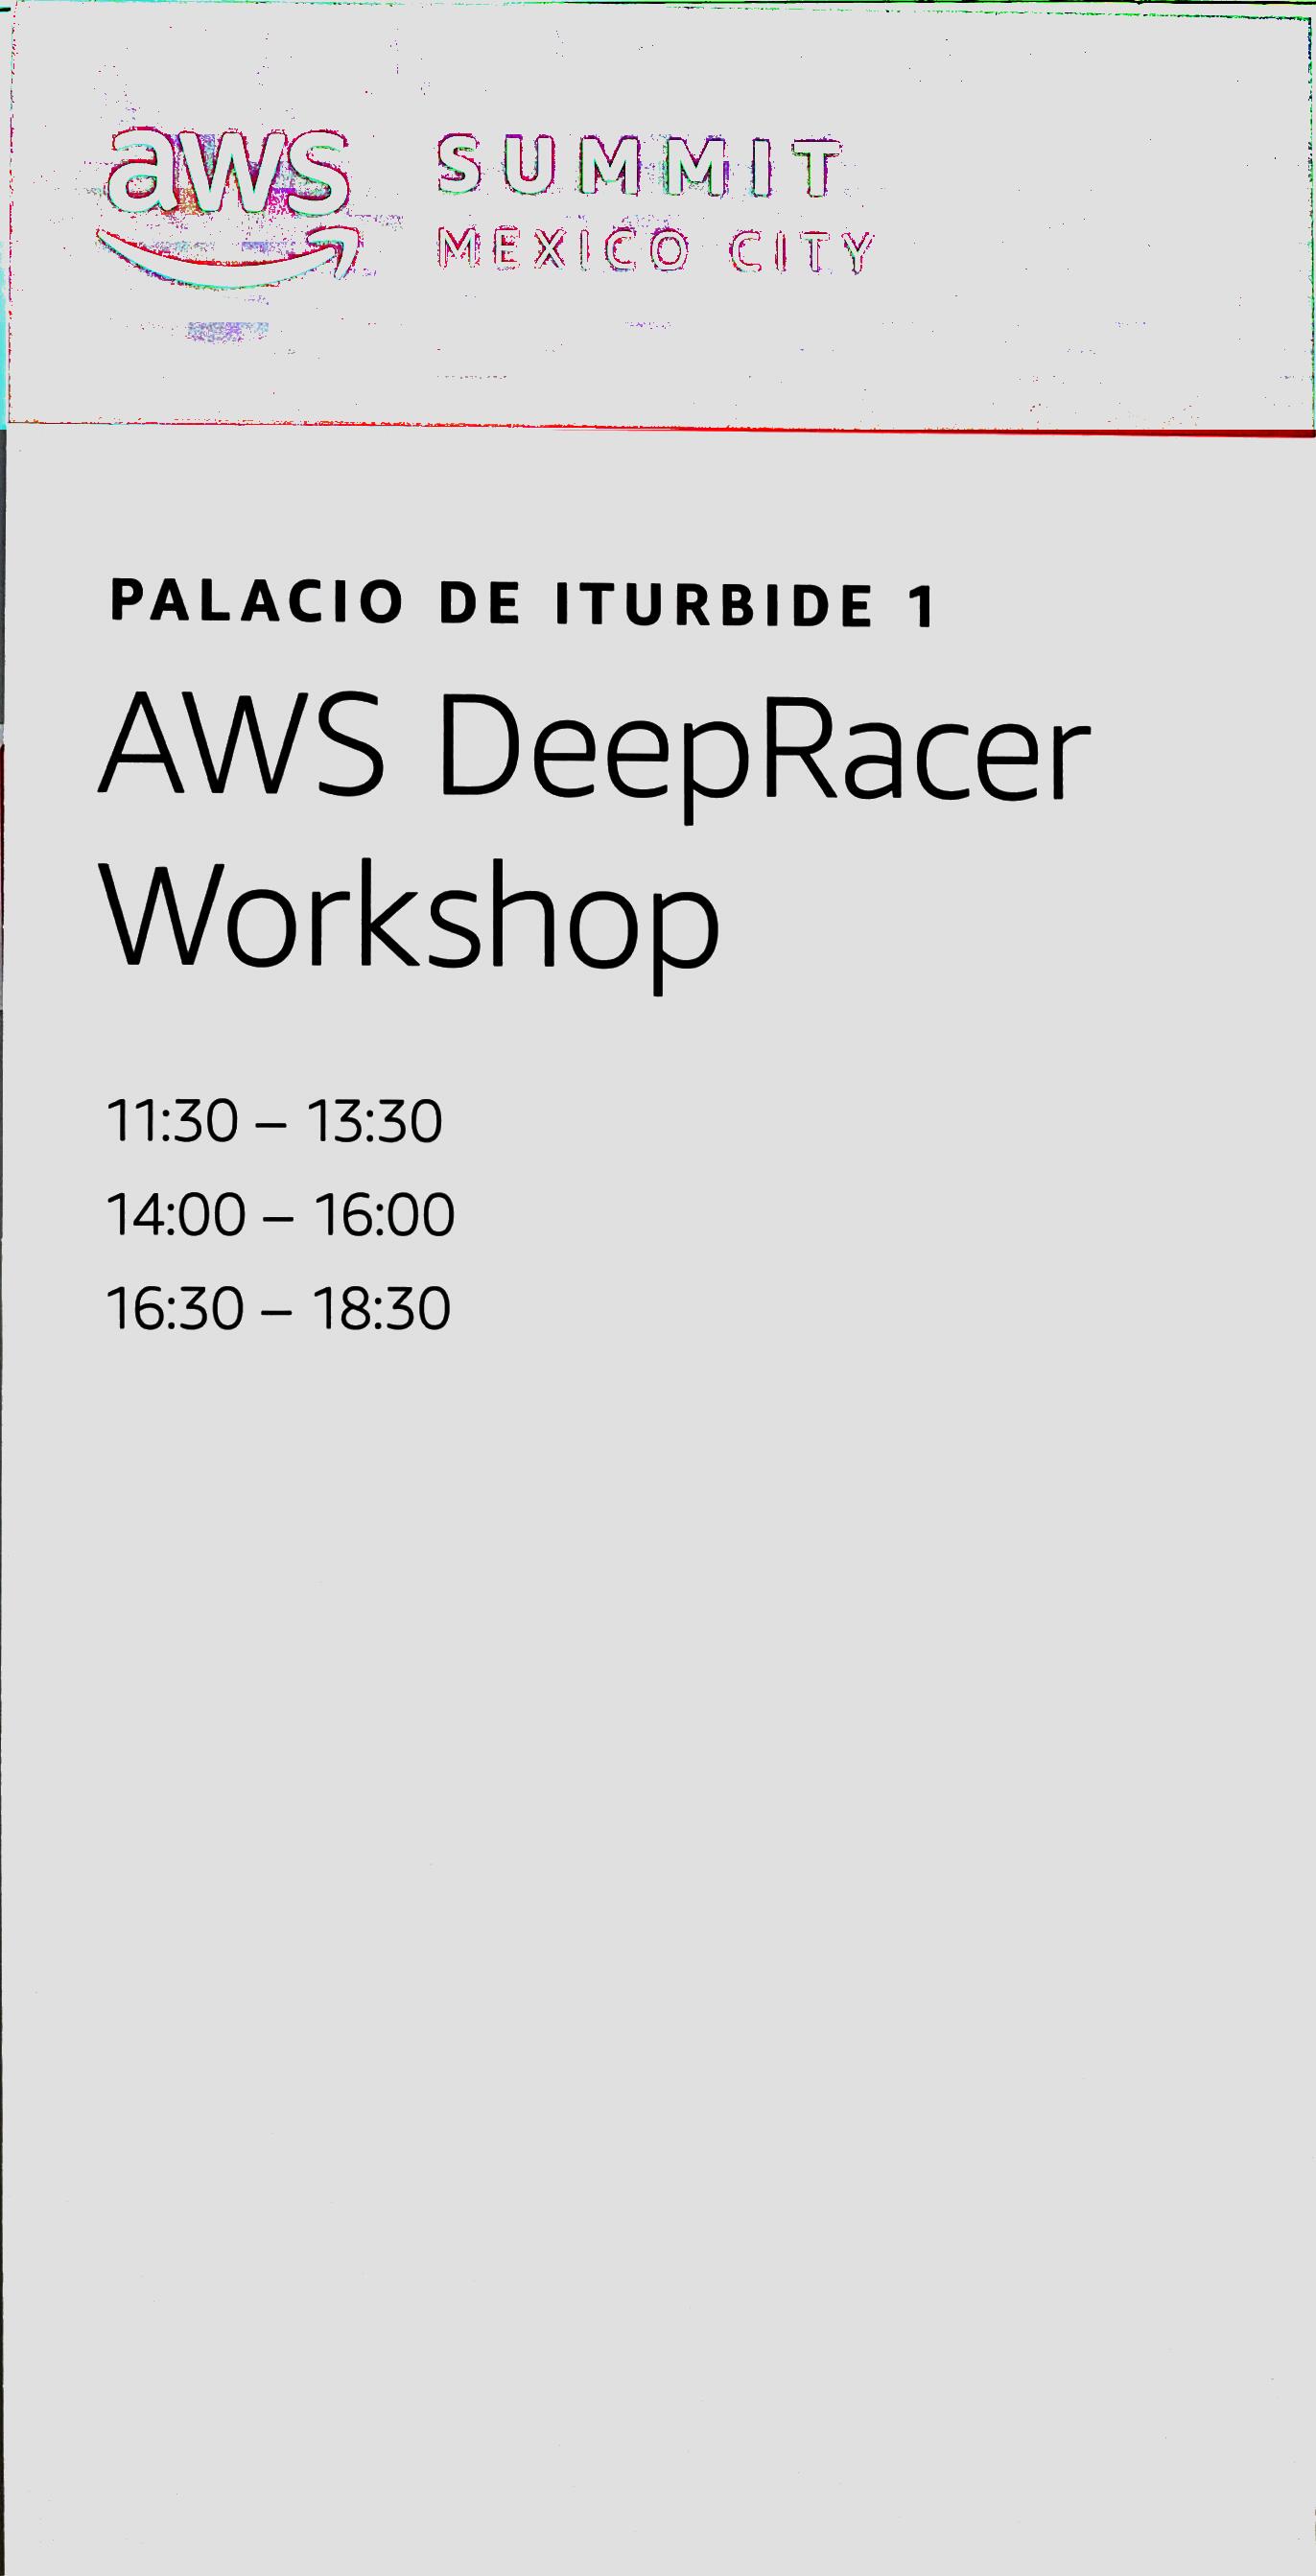 aws SUMMIT
MEXICO CITY
PALACIO DE ITURBIDE 1
AWS DeepRacer
Workshop
11:30 – 13:30
14:00 – 16:00
16:30 – 18:30